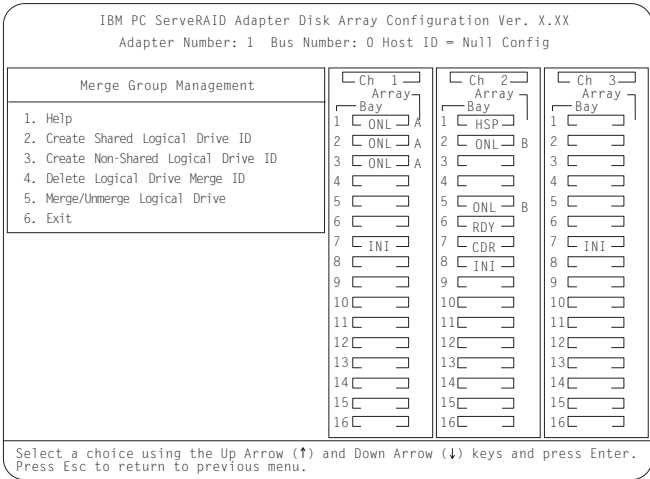 IBM PC ServeRAID Adapter Disk Array Configuration Ver. X.XX
Adapter Number: 1 Bus Number: 0 Host ID = Null Config
Merge Group Management
1. Help
2. Create Shared Logical Drive ID
3. Create Non-Shared Logical Drive ID
4. Delete Logical Drive Merge ID
5. Merge/Unmerge Logical Drive
6. Exit
Ch 1
Array
Bay
1 ONL A
2 ONL A
3 ONL A
4
5
6
7 INI
8
9
10
11
12
13
14
15
16
Ch 2
Array
Bay
1 HSP
2 ONL B
3
4
5 ONL B
6 RDY
7 CDR
8 INI
9
10
11
12
13
14
15
16
Ch 3
Array
Bay
1
2
3
4
5
6
7 INI
8
9
10
11
12
13
14
15
16
Select a choice using the Up Arrow (↑) and Down Arrow (↓) keys and press Enter.
Press Esc to return to previous menu.